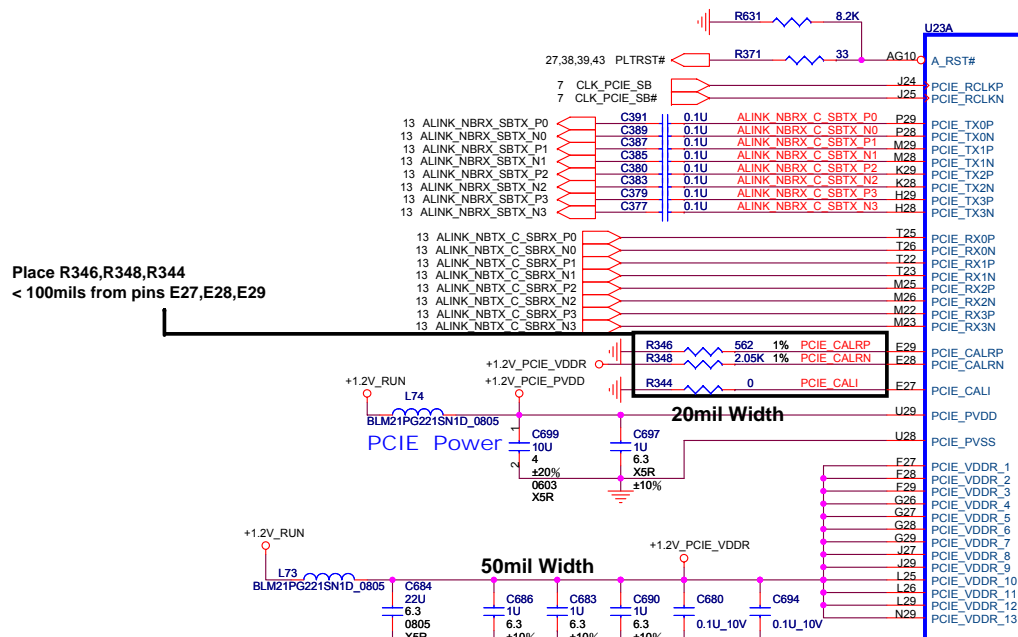 R631 8.2K
U23A
27,38,39,43 PLTRST# R371 33 AG10 A_RST#
7 CLK_PCIE_SB J24 PCIE_RCLKP
7 CLK_PCIE_SB# J25 PCIE_RCLKN
13 ALINK_NBRX_SBTX_P0 C391 0.1U ALINK_NBRX_C_SBTX_P0 P29 PCIE_TX0P
13 ALINK_NBRX_SBTX_N0 C389 0.1U ALINK_NBRX_C_SBTX_N0 P28 PCIE_TX0N
13 ALINK_NBRX_SBTX_P1 C387 0.1U ALINK_NBRX_C_SBTX_P1 M29 PCIE_TX1P
13 ALINK_NBRX_SBTX_N1 C385 0.1U ALINK_NBRX_C_SBTX_N1 M28 PCIE_TX1N
13 ALINK_NBRX_SBTX_P2 C380 0.1U ALINK_NBRX_C_SBTX_P2 K29 PCIE_TX2P
13 ALINK_NBRX_SBTX_N2 C383 0.1U ALINK_NBRX_C_SBTX_N2 K28 PCIE_TX2N
13 ALINK_NBRX_SBTX_P3 C379 0.1U ALINK_NBRX_C_SBTX_P3 H29 PCIE_TX3P
13 ALINK_NBRX_SBTX_N3 C377 0.1U ALINK_NBRX_C_SBTX_N3 H28 PCIE_TX3N
13 ALINK_NBTX_C_SBRX_P0 T25 PCIE_RX0P
13 ALINK_NBTX_C_SBRX_N0 T26 PCIE_RX0N
13 ALINK_NBTX_C_SBRX_P1 T22 PCIE_RX1P
13 ALINK_NBTX_C_SBRX_N1 T23 PCIE_RX1N
13 ALINK_NBTX_C_SBRX_P2 M25 PCIE_RX2P
13 ALINK_NBTX_C_SBRX_N2 M26 PCIE_RX2N
13 ALINK_NBTX_C_SBRX_P3 M22 PCIE_RX3P
13 ALINK_NBTX_C_SBRX_N3 M23 PCIE_RX3N
Place R346,R348,R344
< 100mils from pins E27,E28,E29
R346 562 1% PCIE_CALRP E29 PCIE_CALRP
+1.2V_PCIE_VDDR R348 2.05K 1% PCIE_CALRN E28 PCIE_CALRN
+1.2V_RUN +1.2V_PCIE_PVDD R344 0 PCIE_CALI E27 PCIE_CALI
L74
BLM21PG221SN1D_0805 20mil Width U29 PCIE_PVDD
PCIE Power
1 C699 C697 U28 PCIE_PVSS
10U 1U
4 6.3
2 ±20% X5R
0603 ±10%
X5R
F27 PCIE_VDDR_1
F28 PCIE_VDDR_2
F29 PCIE_VDDR_3
G26 PCIE_VDDR_4
G27 PCIE_VDDR_5
G28 PCIE_VDDR_6
G29 PCIE_VDDR_7
J27 PCIE_VDDR_8
J29 PCIE_VDDR_9
L25 PCIE_VDDR_10
L26 PCIE_VDDR_11
L29 PCIE_VDDR_12
N29 PCIE_VDDR_13
+1.2V_RUN +1.2V_PCIE_VDDR
50mil Width
L73
BLM21PG221SN1D_0805
C684 C686 C683 C690 C680 C694
22U 1U 1U 1U
6.3 6.3 6.3 6.3 0.1U_10V 0.1U_10V
0805 ±10% ±10% ±10%
X5R